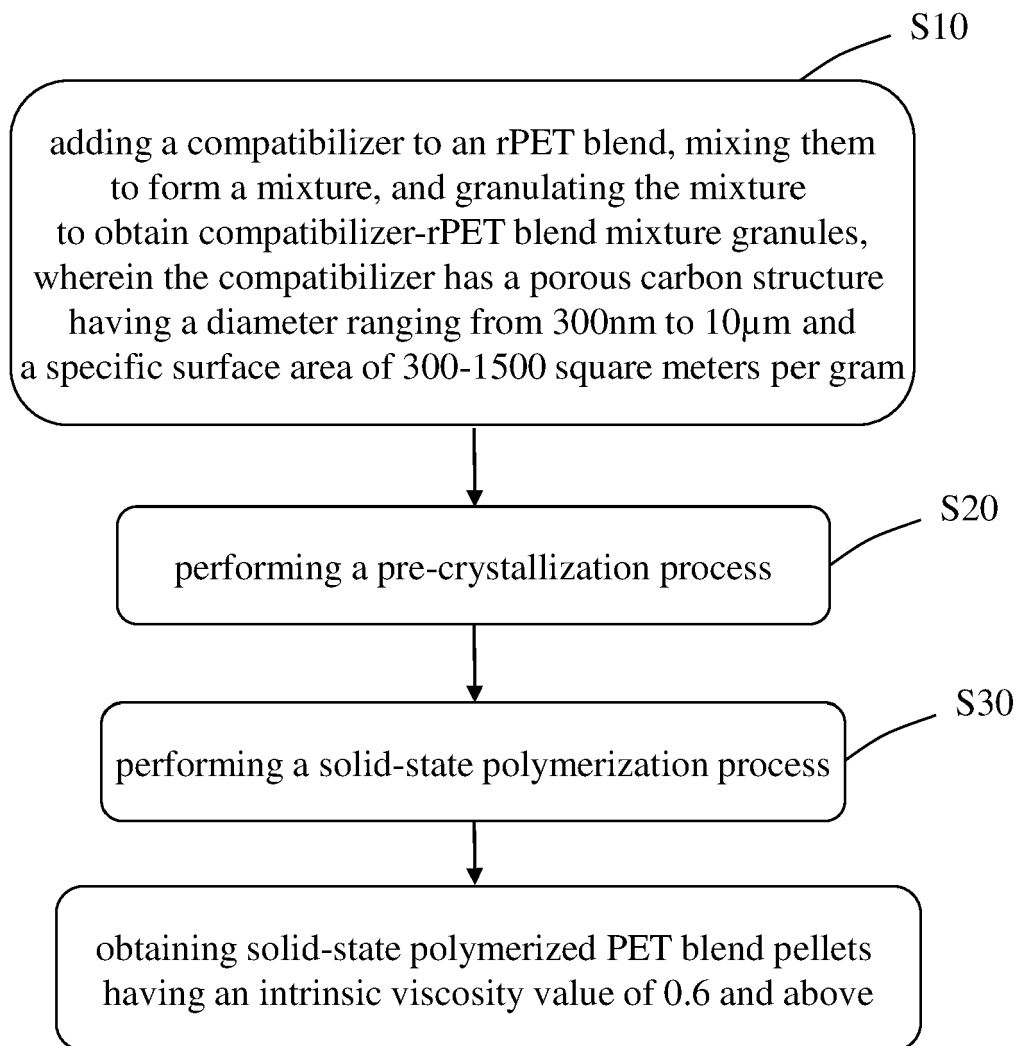 S10
adding a compatibilizer to an rPET blend, mixing them
to form a mixture, and granulating the mixture
to obtain compatibilizer-rPET blend mixture granules,
wherein the compatibilizer has a porous carbon structure
having a diameter ranging from 300nm to 10µm and
a specific surface area of 300-1500 square meters per gram
S20
performing a pre-crystallization process
S30
performing a solid-state polymerization process
obtaining solid-state polymerized PET blend pellets
having an intrinsic viscosity value of 0.6 and above